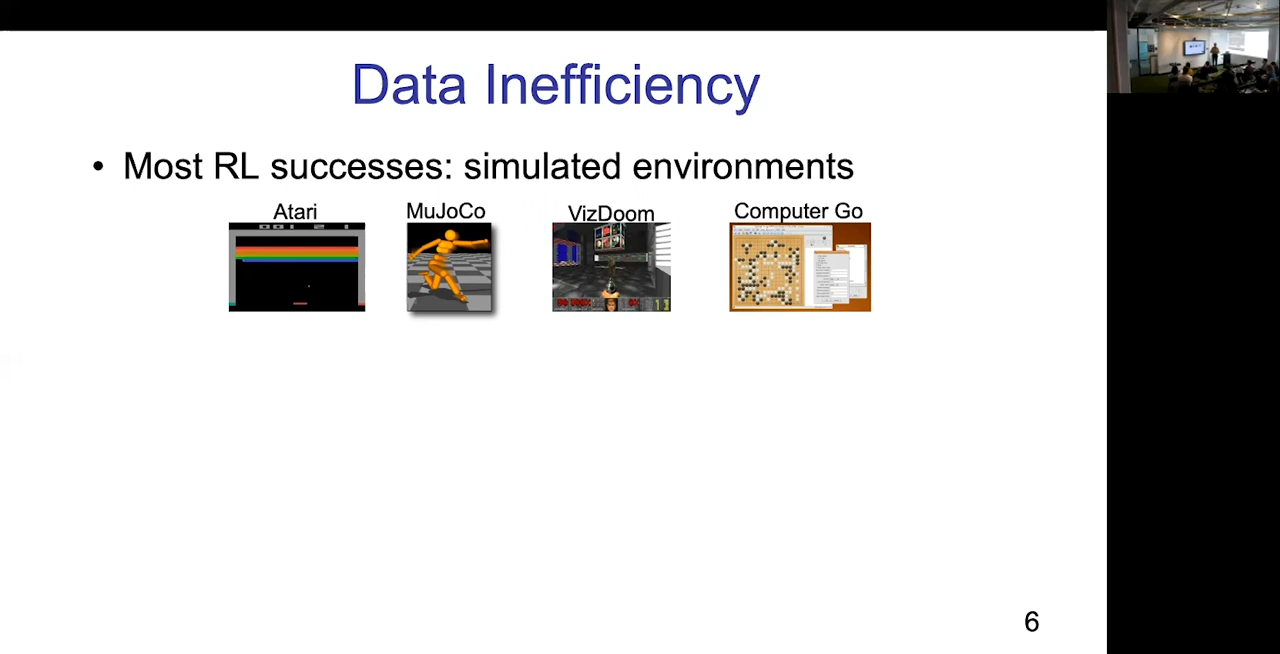 Data Inefficiency
• Most RL successes: simulated environments
Atari
MuJoCo
VizDoom
Computer Go
6